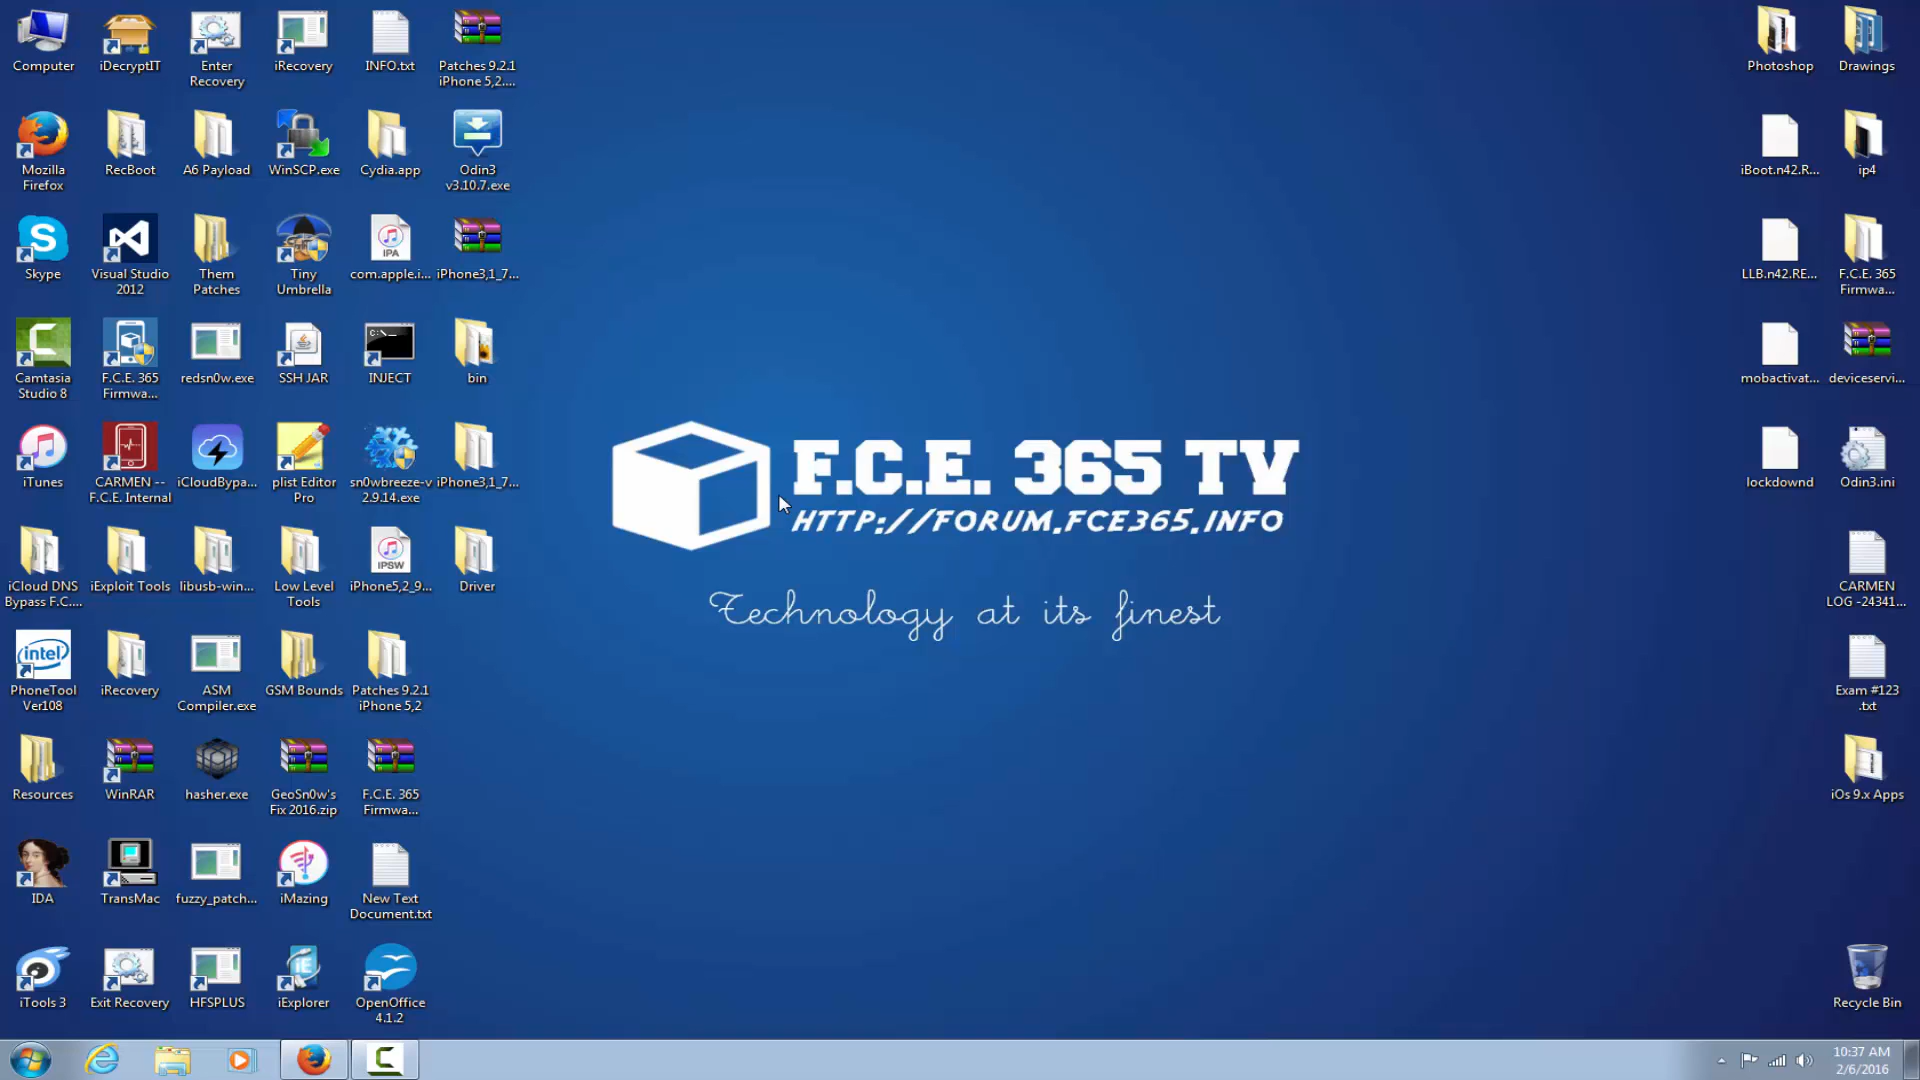 Computer
iDecryptIT
Enter
Recovery
iRecovery
INFO.txt
Patches 9.2.1
iPhone 5,2....
Photoshop
Drawings
Mozilla
Firefox
RecBoot
A6 Payload
WinSCP.exe
Cydia.app
Odin3
v3.10.7.exe
iBoot.n42.R...
ip4
Skype
Visual Studio
2012
Them
Patches
Tiny
Umbrella
IPA
com.apple.i...
iPhone3,1_7...
LLB.n42.RE...
F.C.E. 365
Firmwa...
Camtasia
Studio 8
F.C.E. 365
Firmwa...
redsn0w.exe
SSH JAR
C:\_
INJECT
bin
mobactivat...
deviceservi...
iTunes
CARMEN --
F.C.E. Internal
iCloudBypa...
plist Editor
Pro
sn0wbreeze-v
2.9.14.exe
iPhone3,1_7...
F.C.E. 365 TV
HTTP://FORUM.FCE365.INFO
Technology at its finest
lockdownd
Odin3.ini
iCloud DNS
Bypass F.C....
iExploit Tools
libusb-win...
Low Level
Tools
IPSW
iPhone5,2_9...
Driver
CARMEN
LOG -24341...
intel
PhoneTool
Ver108
iRecovery
ASM
Compiler.exe
GSM Bounds
Patches 9.2.1
iPhone 5,2
Exam #123
.txt
Resources
WinRAR
hasher.exe
GeoSn0w's
Fix 2016.zip
F.C.E. 365
Firmwa...
iOs 9.x Apps
IDA
TransMac
fuzzy_patch...
iMazing
New Text
Document.txt
iTools 3
Exit Recovery
HFSPLUS
iE
iExplorer
OpenOffice
4.1.2
Recycle Bin
10:37 AM
2/6/2016